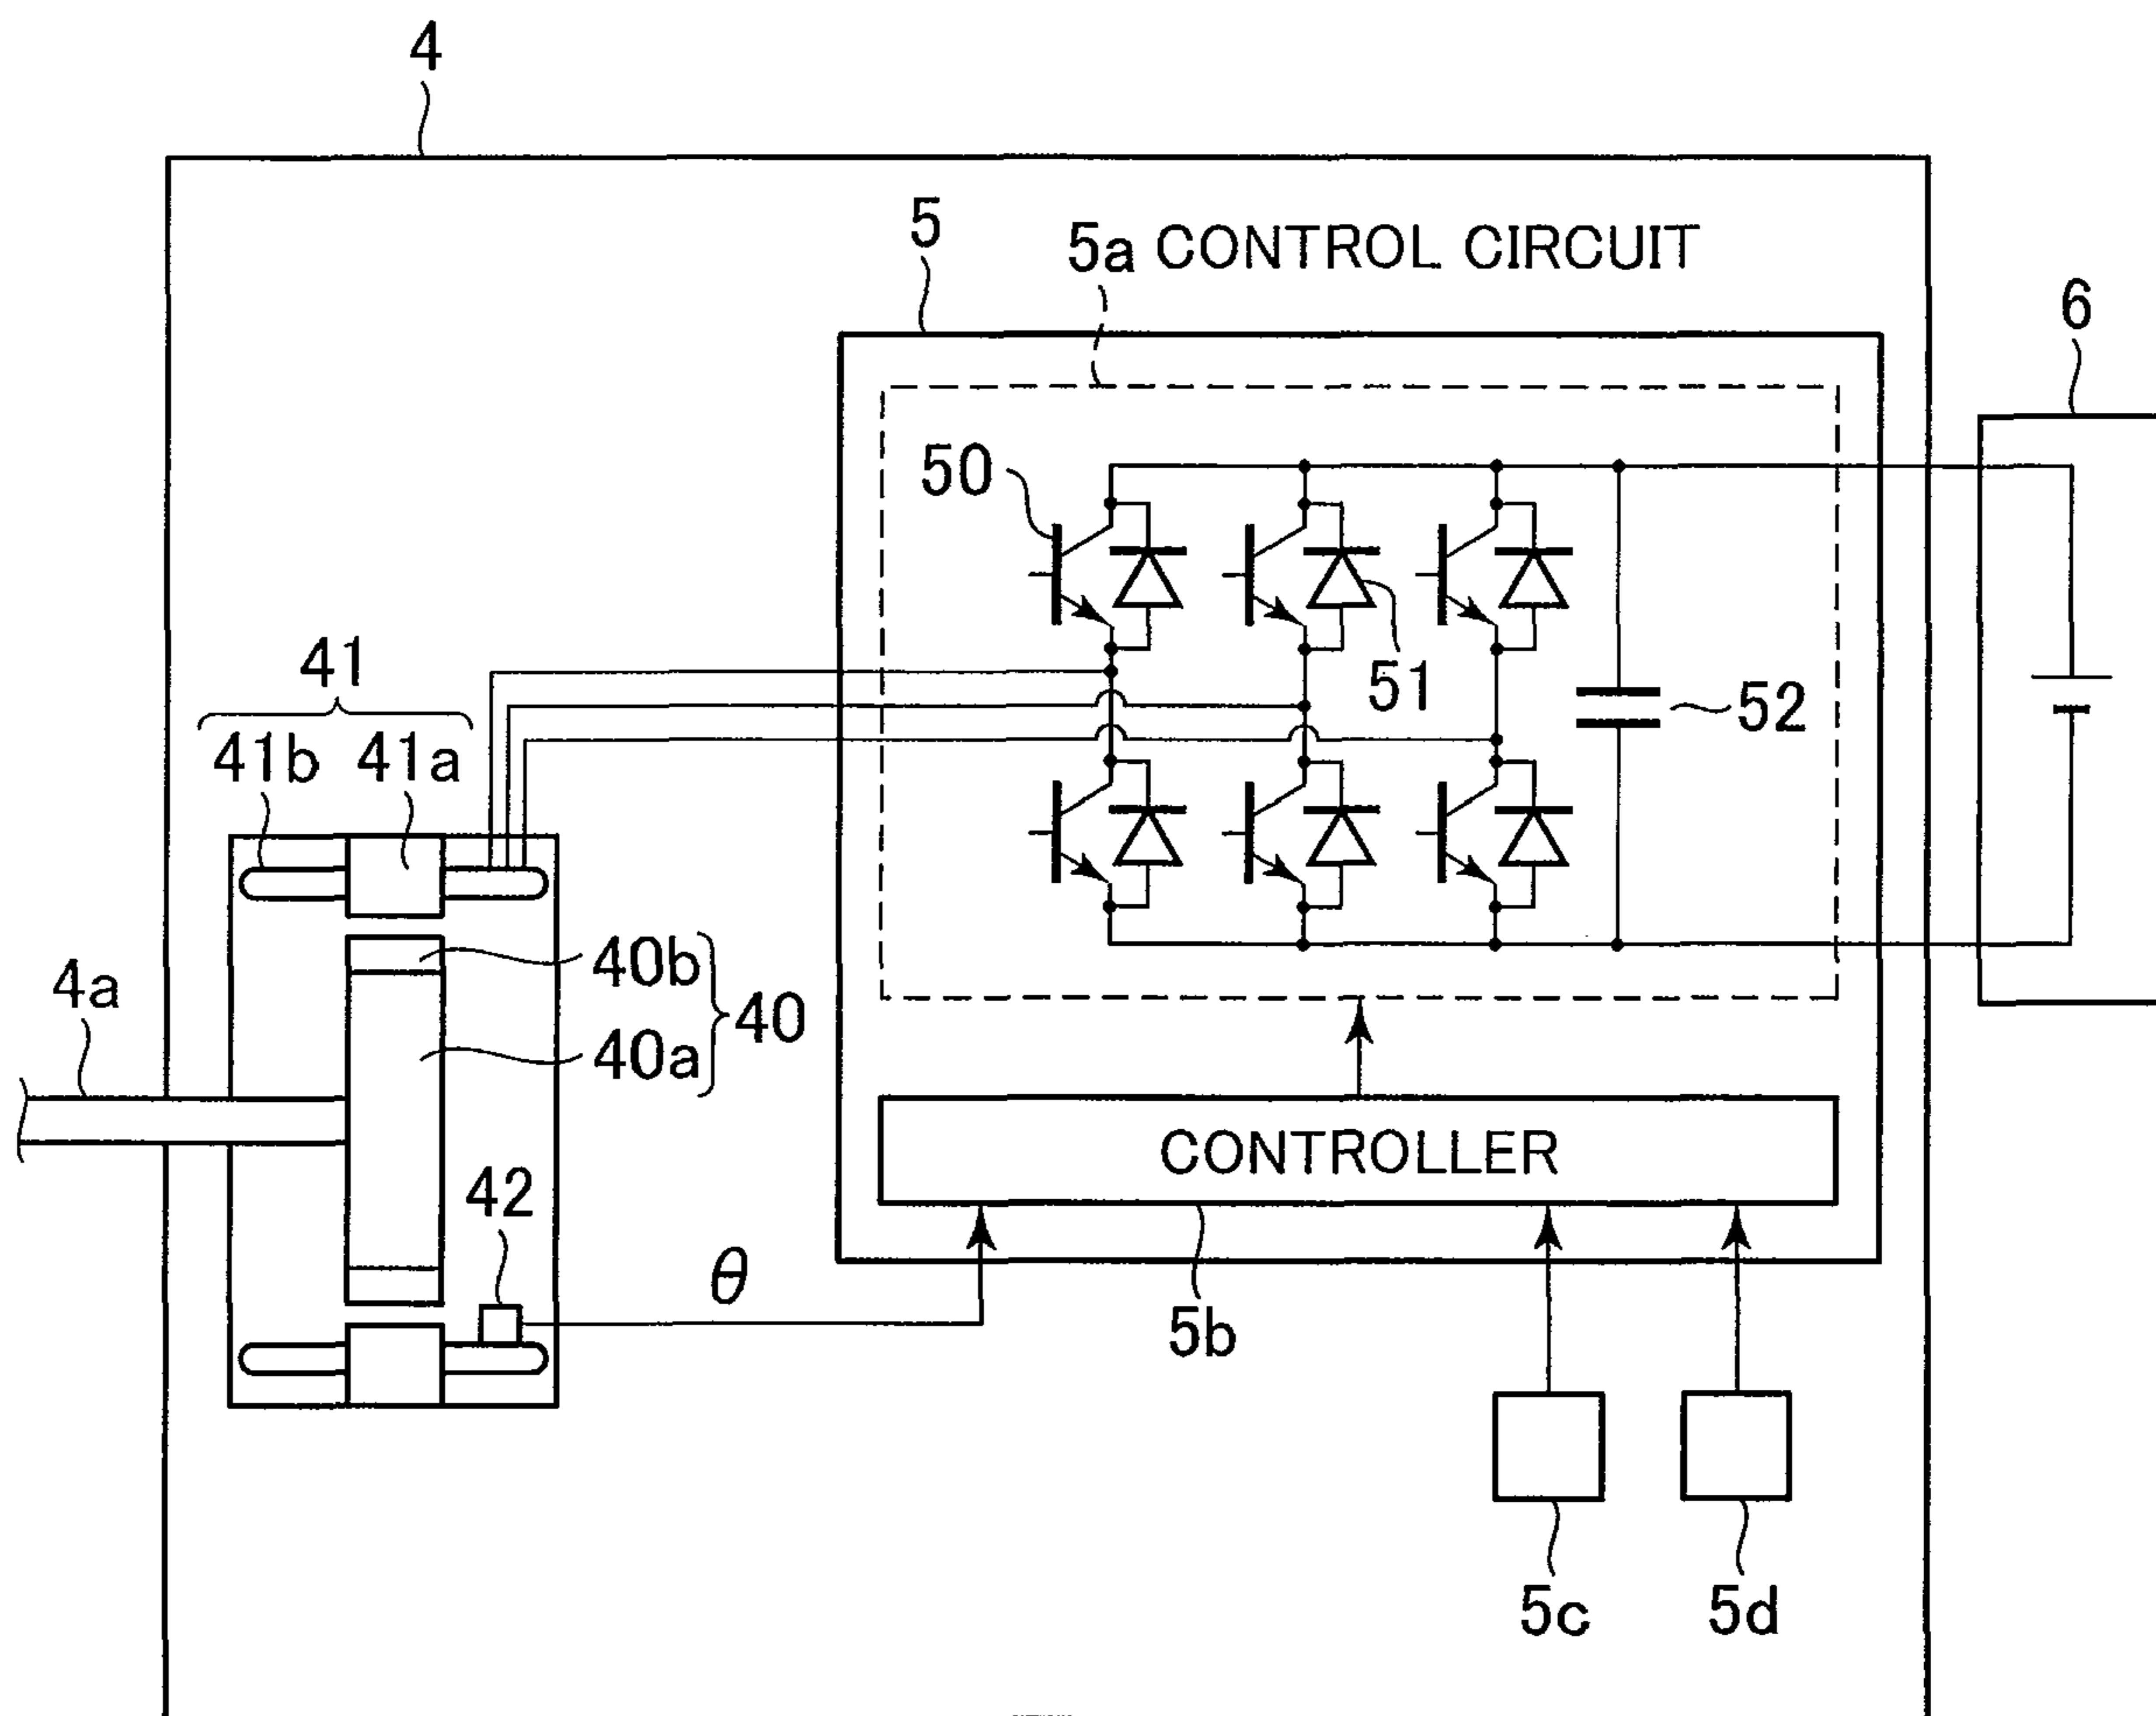 4
5
5a CONTROL CIRCUIT
6
50
51
52
41
41b 41a
40b
40
40a
4a
42
θ
CONTROLLER
5b
5c 5d